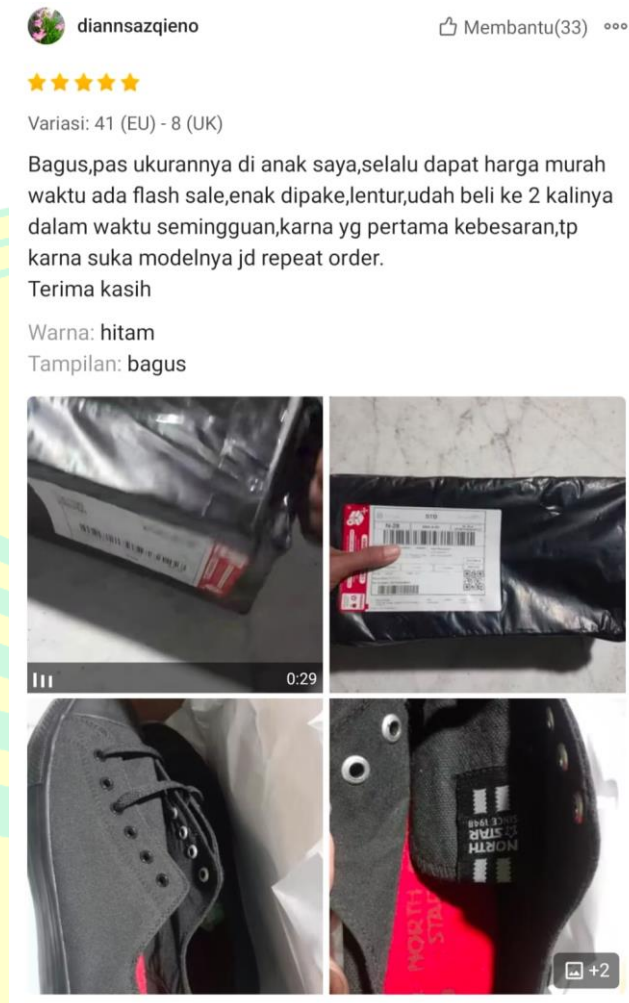 diannsazqieno
Membantu(33)
Variasi: 41 (EU) - 8 (UK)
Bagus,pas ukurannya di anak saya,selalu dapat harga murah
waktu ada flash sale,enak dipake,lentur,udah beli ke 2 kalinya
dalam waktu semingguan,karna yg pertama kebesaran,tp
karna suka modelnya jd repeat order.
Terima kasih
Warna: hitam
Tampilan: bagus
0:29
NORTH
STAR
SINCE 1948
NORTH
STAR
+2